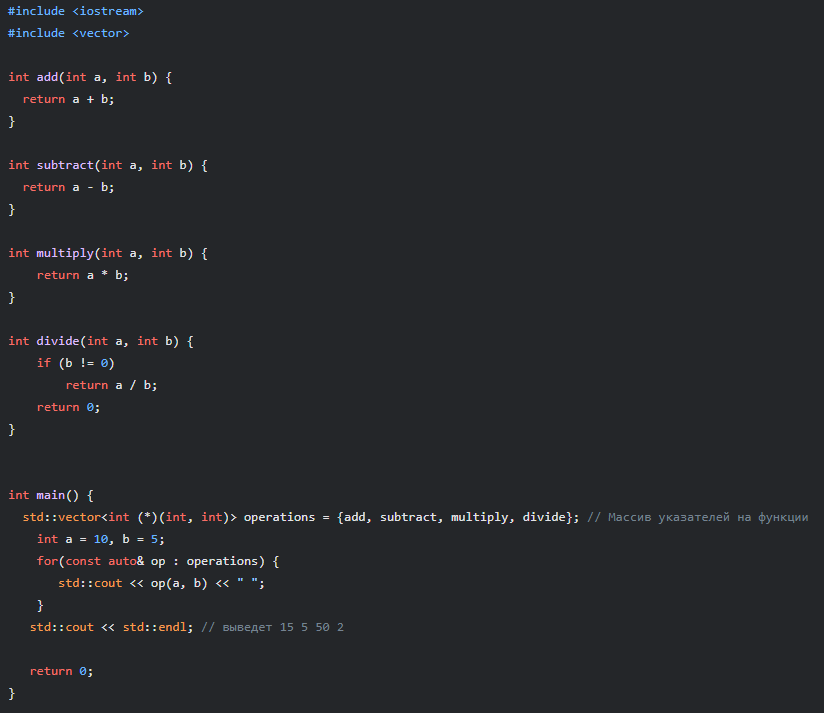 #include <iostream>
#include <vector>

int add(int a, int b) {
  return a + b;
}

int subtract(int a, int b) {
  return a - b;
}

int multiply(int a, int b) {
    return a * b;
}

int divide(int a, int b) {
    if (b != 0)
        return a / b;
    return 0;
}


int main() {
  std::vector<int (*)(int, int)> operations = {add, subtract, multiply, divide}; // Массив указателей на функции
    int a = 10, b = 5;
    for(const auto& op : operations) {
       std::cout << op(a, b) << " ";
    }
   std::cout << std::endl; // выведет 15 5 50 2

   return 0;
}